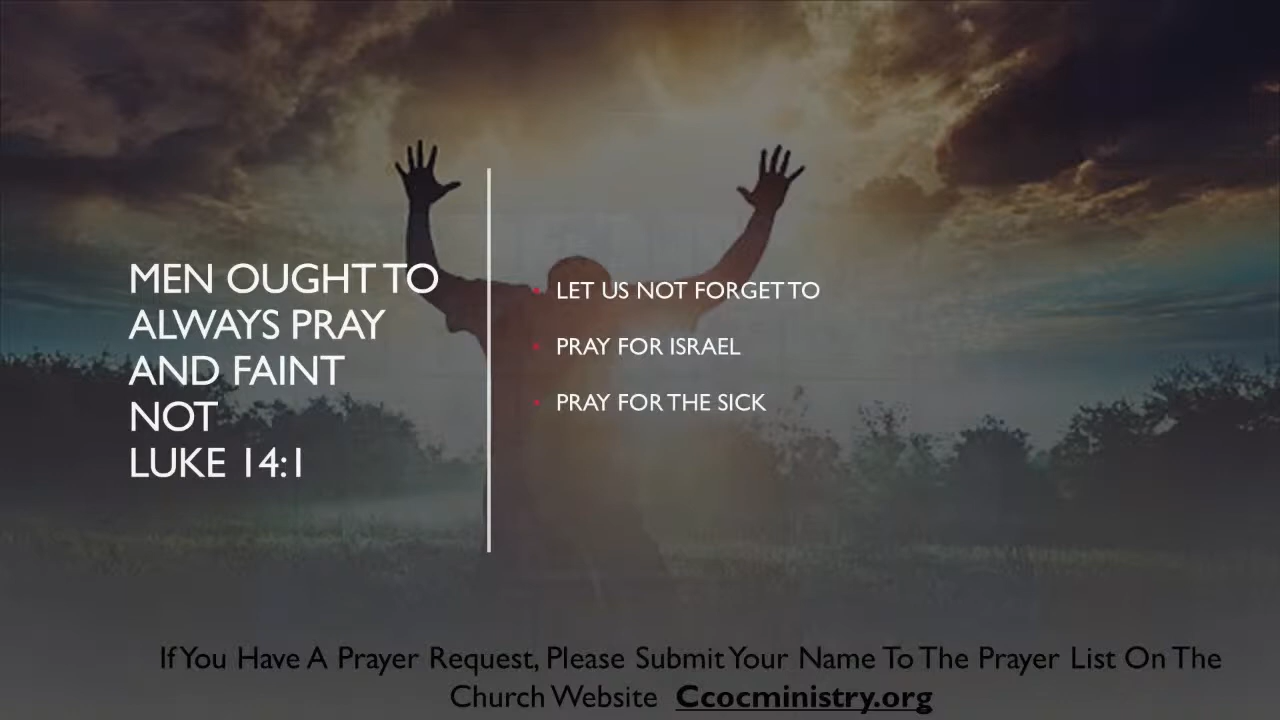 MEN OUGHT TO
ALWAYS PRAY
AND FAINT
NOT
LUKE 14:1
LET US NOT FORGET TO
PRAY FOR ISRAEL
PRAY FOR THE SICK
If You Have A Prayer Request, Please Submit Your Name To The Prayer List On The
Church Website Ccocministry.org